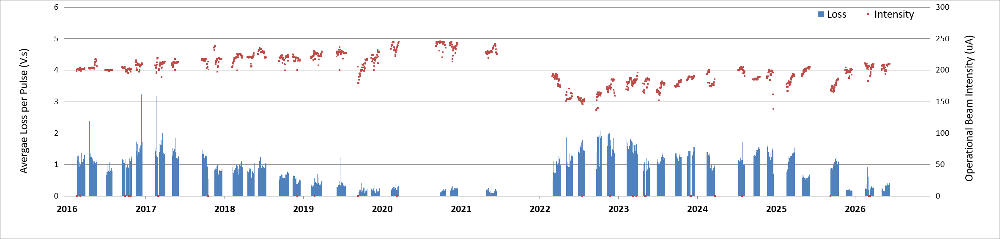 6
5
4
3
2
1
0
Avergae Loss per Pulse (V.s)
Loss
Intensity
300
250
200
150
100
50
0
Operational Beam Intensity (uA)
2016 2017 2018 2019 2020 2021 2022 2023 2024 2025 2026